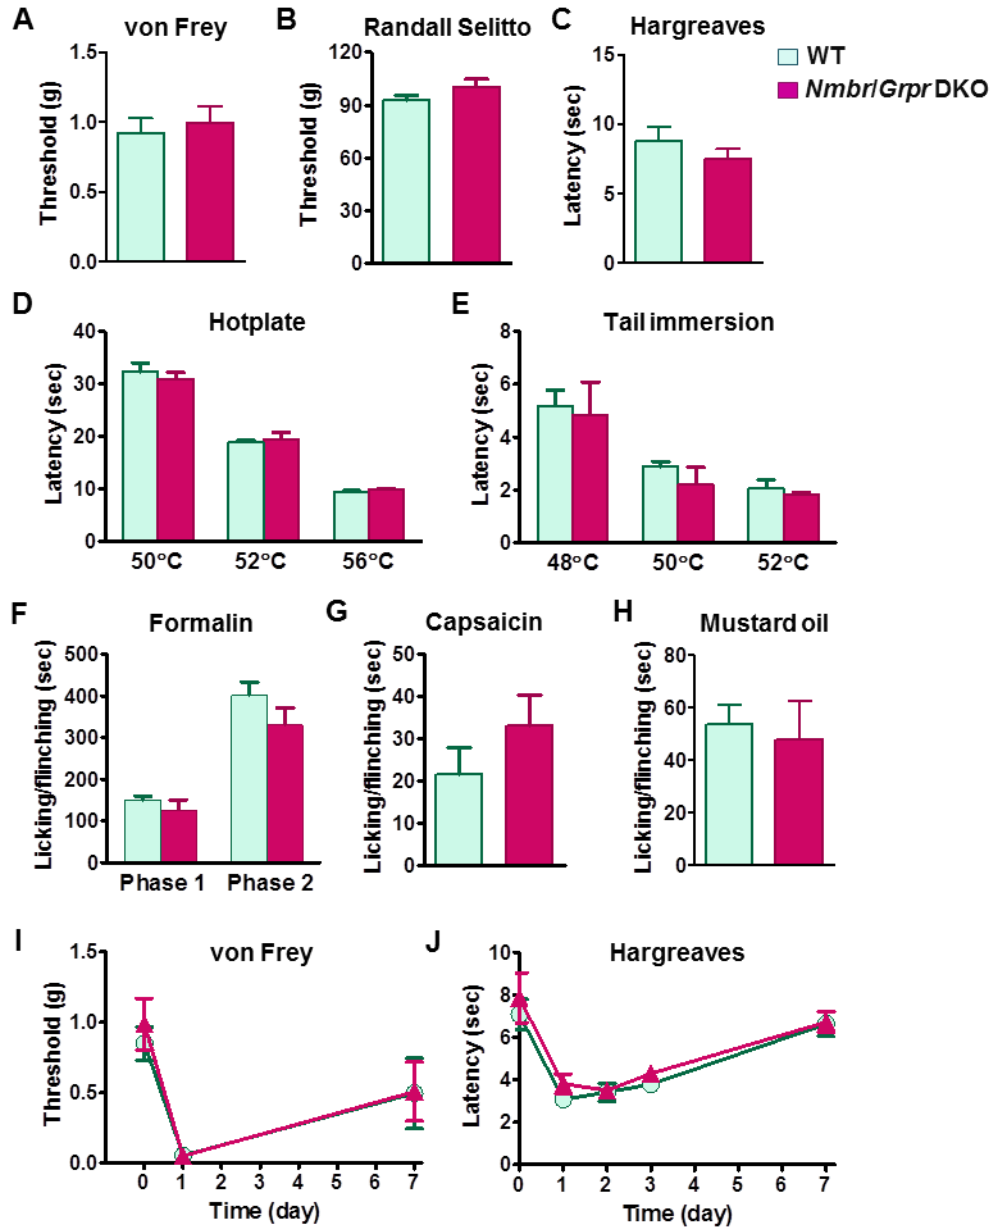 A
von Frey
Threshold (g)
1.5
1.0
0.5
0.0
B
Randall Selitto
Threshold (g)
120
90
60
30
0
C
Hargreaves
Latency (sec)
15
10
5
0
WT
Nmbr/Grpr DKO
D
Hotplate
Latency (sec)
40
30
20
10
0
50°C 52°C 56°C
E
Tail immersion
Latency (sec)
8
6
4
2
0
48°C 50°C 52°C
F
Formalin
Licking/flinching (sec)
500
400
300
200
100
0
Phase 1 Phase 2
G
Capsaicin
Licking/flinching (sec)
50
40
30
20
10
0
H
Mustard oil
Licking/flinching (sec)
80
60
40
20
0
I
von Frey
Threshold (g)
1.5
1.0
0.5
0.0
0 1 2 3 4 5 6 7
Time (day)
J
Hargreaves
Latency (sec)
10
8
6
4
2
0
0 1 2 3 4 5 6 7
Time (day)